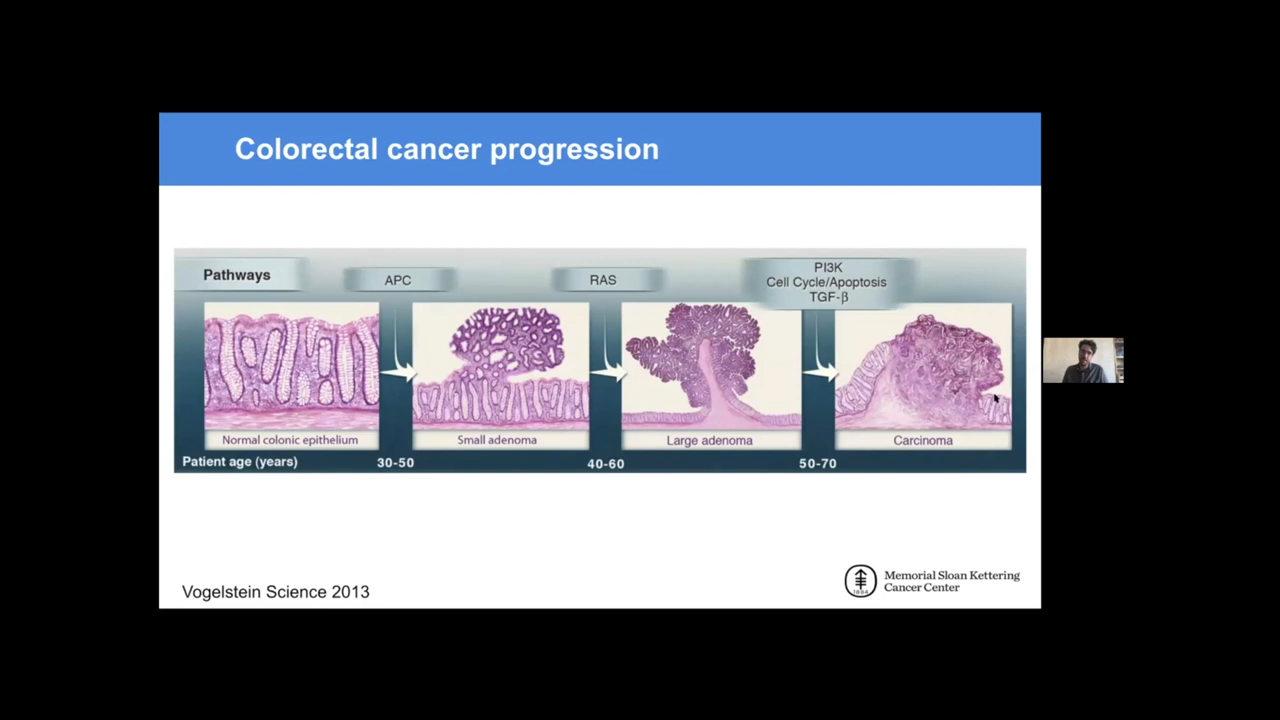 Colorectal cancer progression
Pathways
APC
RAS
PI3K
Cell Cycle/Apoptosis
TGF-β
Normal colonic epithelium
Small adenoma
Large adenoma
Carcinoma
Patient age (years)
30-50
40-60
50-70
Vogelstein Science 2013
1884
Memorial Sloan Kettering
Cancer Center